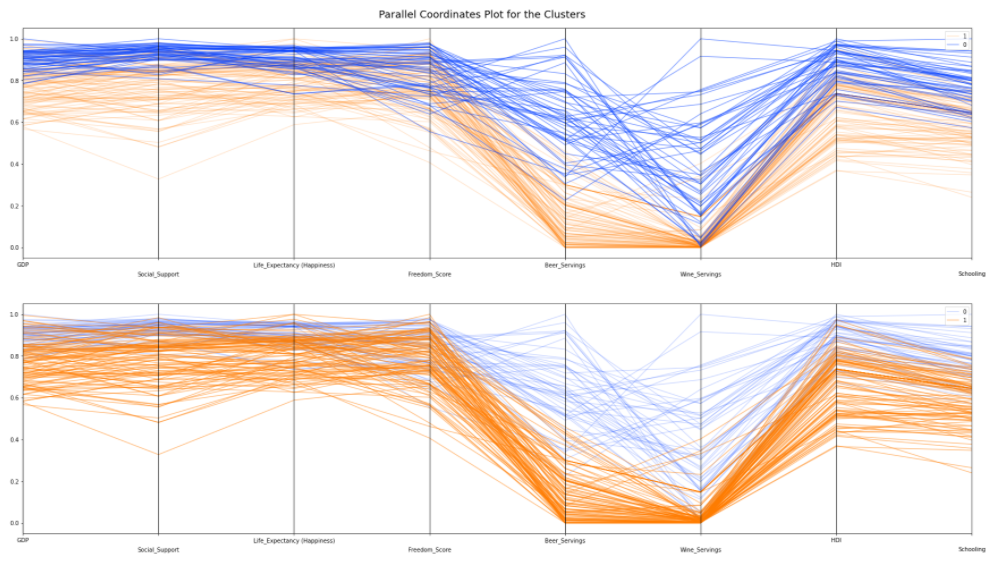 Parallel Coordinates Plot for the Clusters
1.0
0.8
0.6
0.4
0.2
0.0
1
0
GDP
Social_Support
Life_Expectancy (Happiness)
Freedom_Score
Beer_Servings
Wine_Servings
HDI
Schooling
1.0
0.8
0.6
0.4
0.2
0.0
0
1
GDP
Social_Support
Life_Expectancy (Happiness)
Freedom_Score
Beer_Servings
Wine_Servings
HDI
Schooling